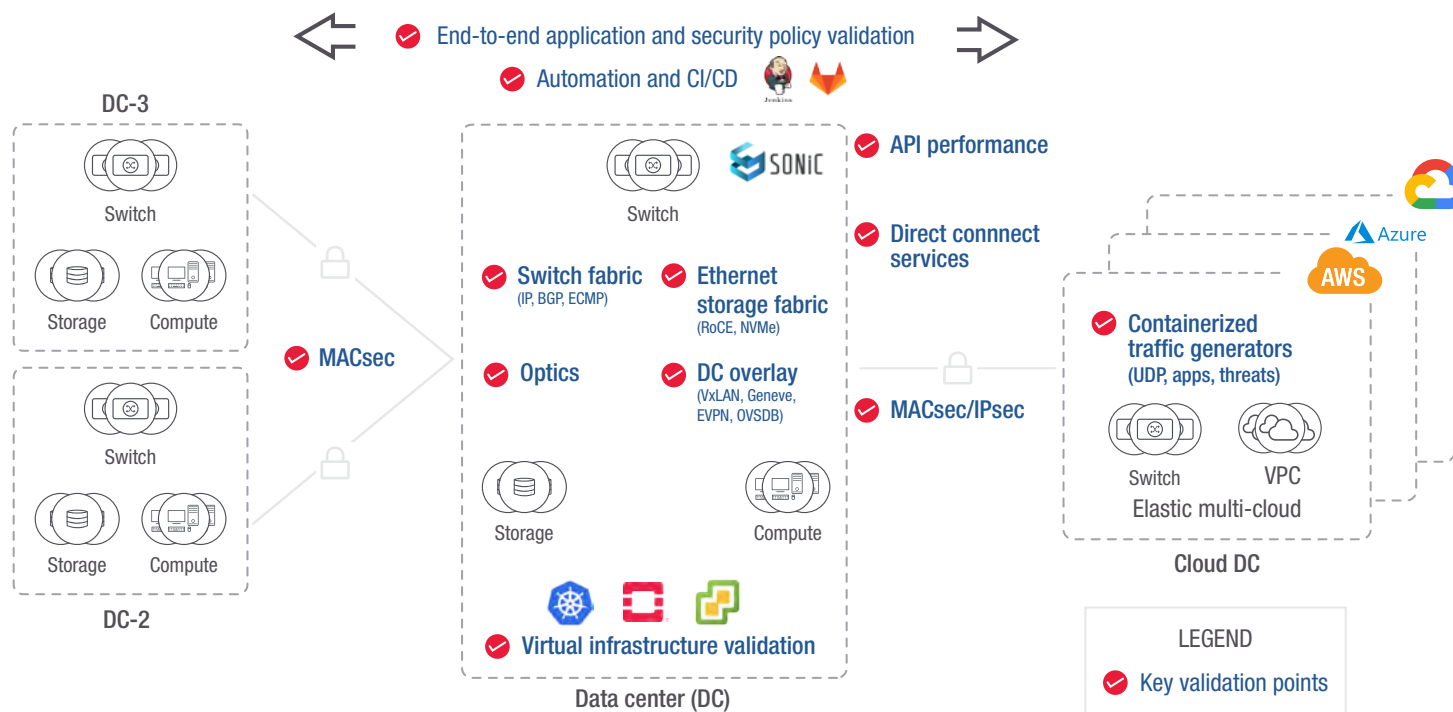 End-to-end application and security policy validation
Automation and CI/CD
Jenkins
DC-3
Switch
Storage
Compute
MACsec
Switch
Storage
Compute
DC-2
SONiC
Switch
Switch fabric
(IP, BGP, ECMP)
Ethernet
storage fabric
(RoCE, NVMe)
Optics
DC overlay
(VxLAN, Geneve,
EVPN, OVSDB)
Storage
Compute
Virtual infrastructure validation
Data center (DC)
API performance
Direct connnect
services
MACsec/IPsec
Azure
AWS
Containerized
traffic generators
(UDP, apps, threats)
Switch
VPC
Elastic multi-cloud
Cloud DC
LEGEND
Key validation points